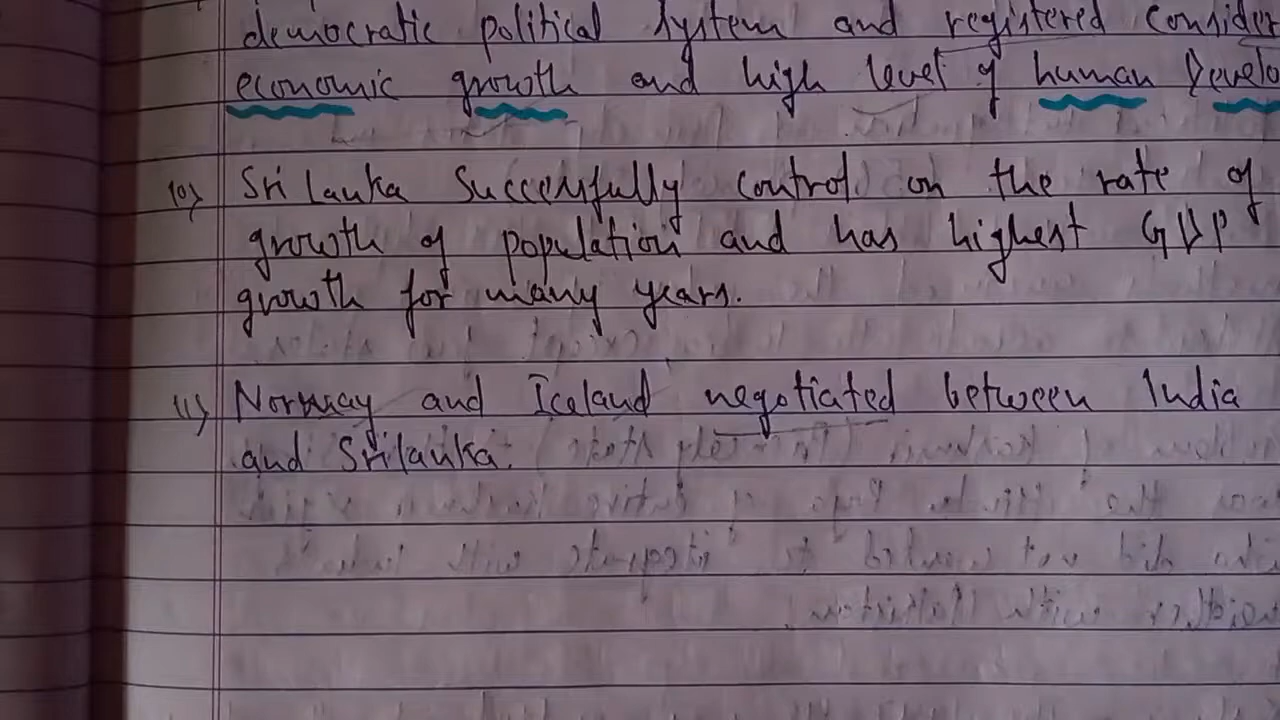 democratic political system and registered consider
economic growth and high level of human Develo
10) Sri Lanka Successfully control on the rate of
growth of population and has highest GDP
growth for many years.
11) Norway and Iceland negotiated between India
and Srilanka.